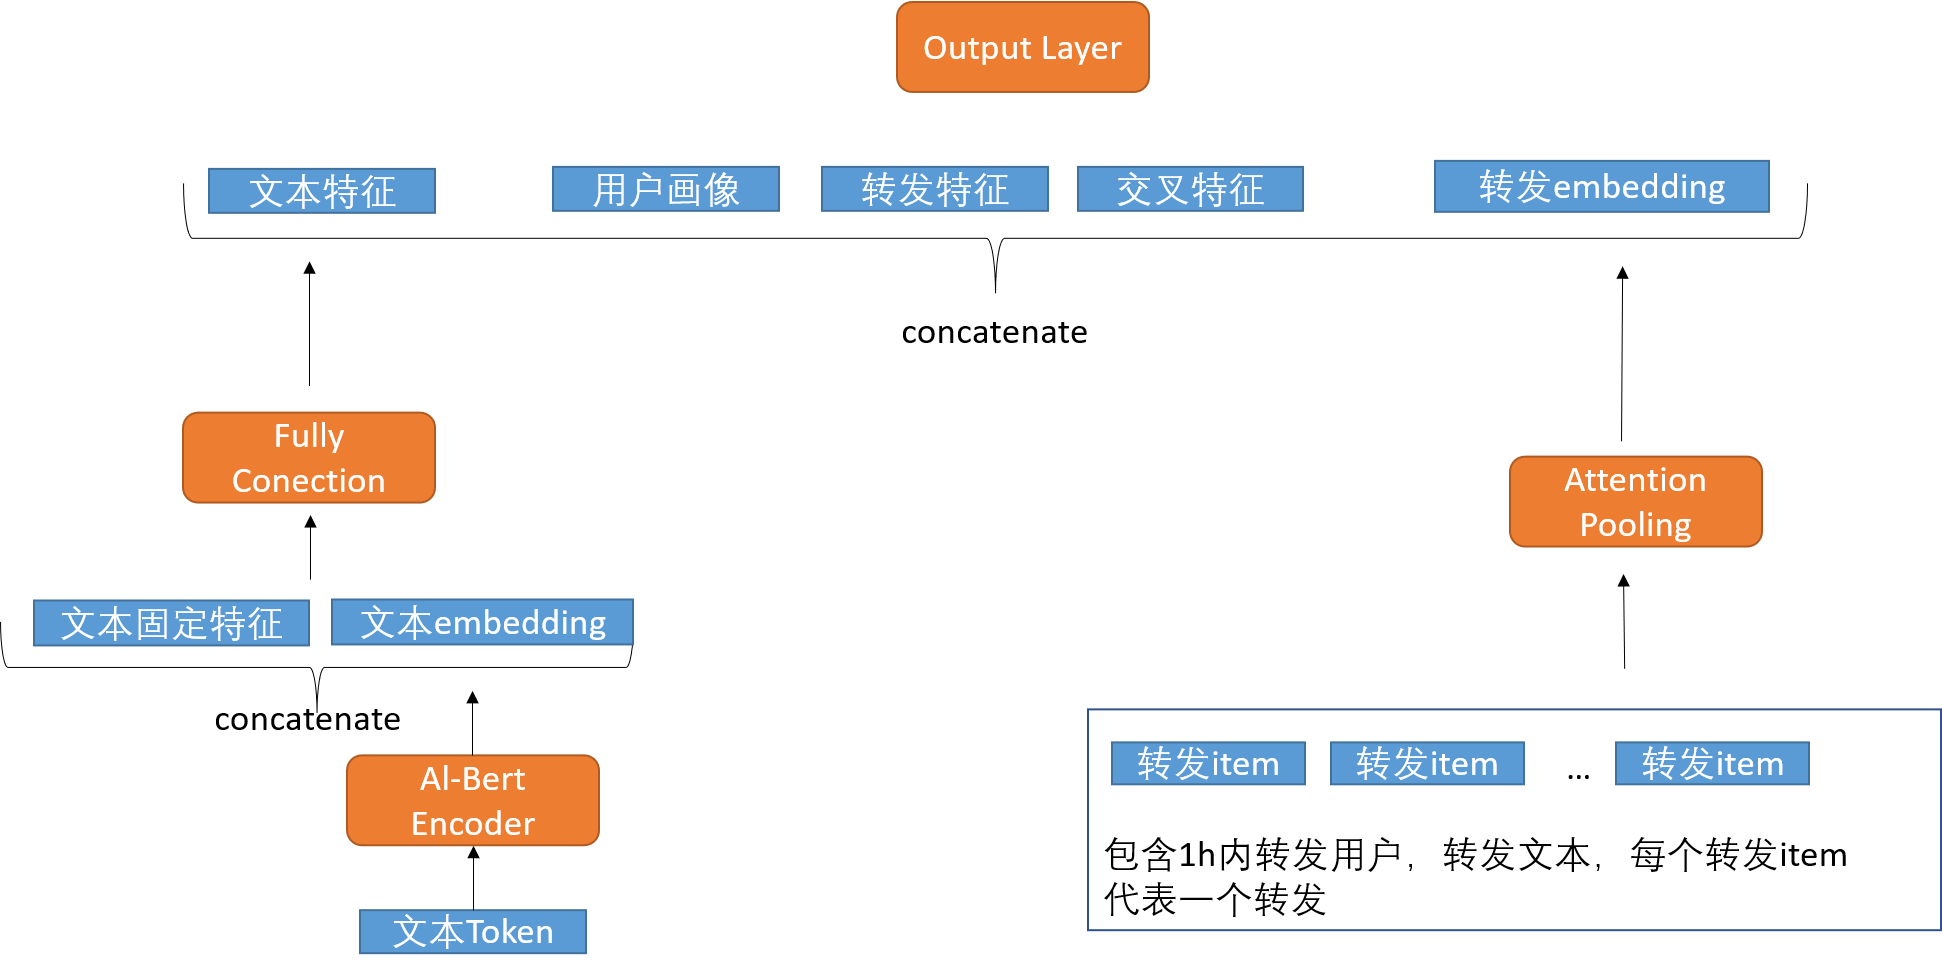 Output Layer
文本特征
用户画像
转发特征
交叉特征
转发embedding
concatenate
Fully
Conection
Attention
Pooling
文本固定特征
文本embedding
concatenate
Al-Bert
Encoder
转发item
转发item
...
转发item
包含1h内转发用户，转发文本，每个转发item
代表一个转发
文本Token